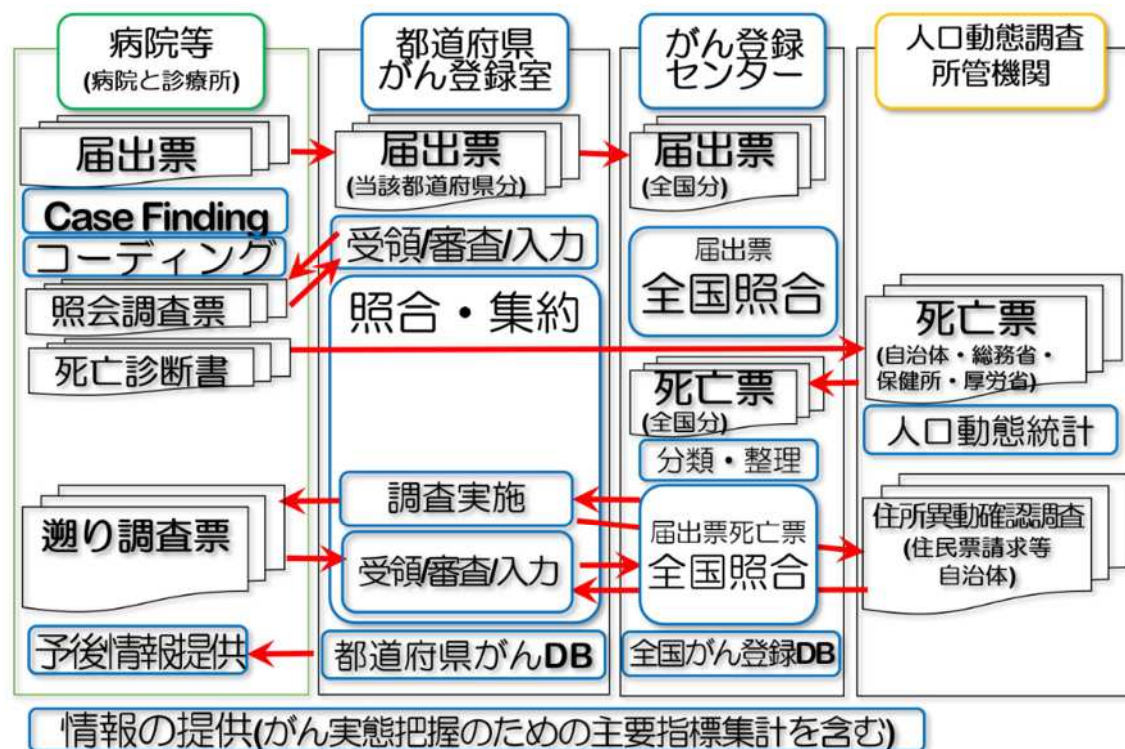 病院等
(病院と診療所)
届出票
Case Finding
コーディング
照会調査票
死亡診断書
遡り調査票
予後情報提供
都道府県
がん登録室
届出票
(当該都道府県分)
受領/審査/入力
照合・集約
調査実施
受領/審査/入力
都道府県がんDB
がん登録
センター
届出票
(全国分)
届出票
全国照合
死亡票
(全国分)
分類・整理
届出票死亡票
全国照合
全国がん登録DB
人口動態調査
所管機関
死亡票
(自治体・総務省・
保健所・厚労省)
人口動態統計
住所異動確認調査
(住民票請求等
自治体)
情報の提供(がん実態把握のための主要指標集計を含む)